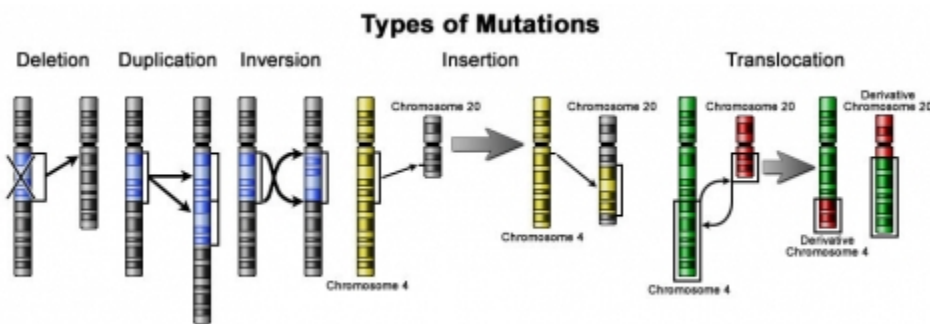 Types of Mutations
Deletion
Duplication
Inversion
Insertion
Translocation
Chromosome 20
Chromosome 20
Chromosome 4
Chromosome 4
Chromosome 20
Derivative
Chromosome 20
Chromosome 4
Derivative
Chromosome 4